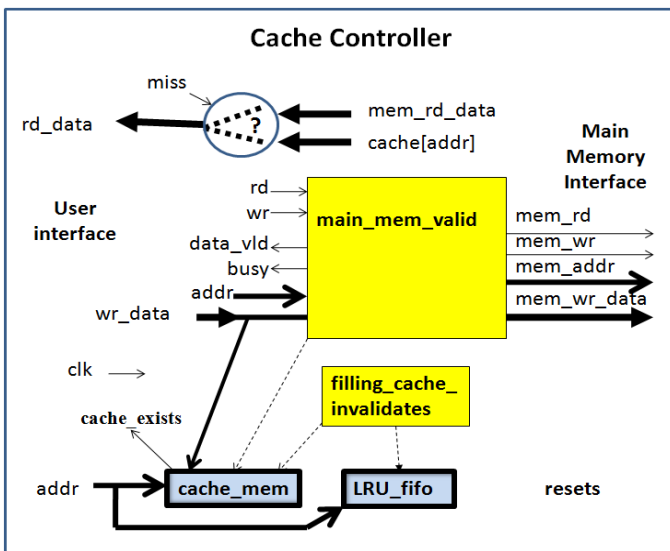 Cache Controller
miss
rd_data
?
mem_rd_data
cache[addr]
Main
Memory
Interface
User
interface
rd
wr
data_vld
busy
addr
wr_data
main_mem_valid
mem_rd
mem_wr
mem_addr
mem_wr_data
clk
filling_cache_
invalidates
cache_exists
addr
cache_mem
LRU_fifo
resets